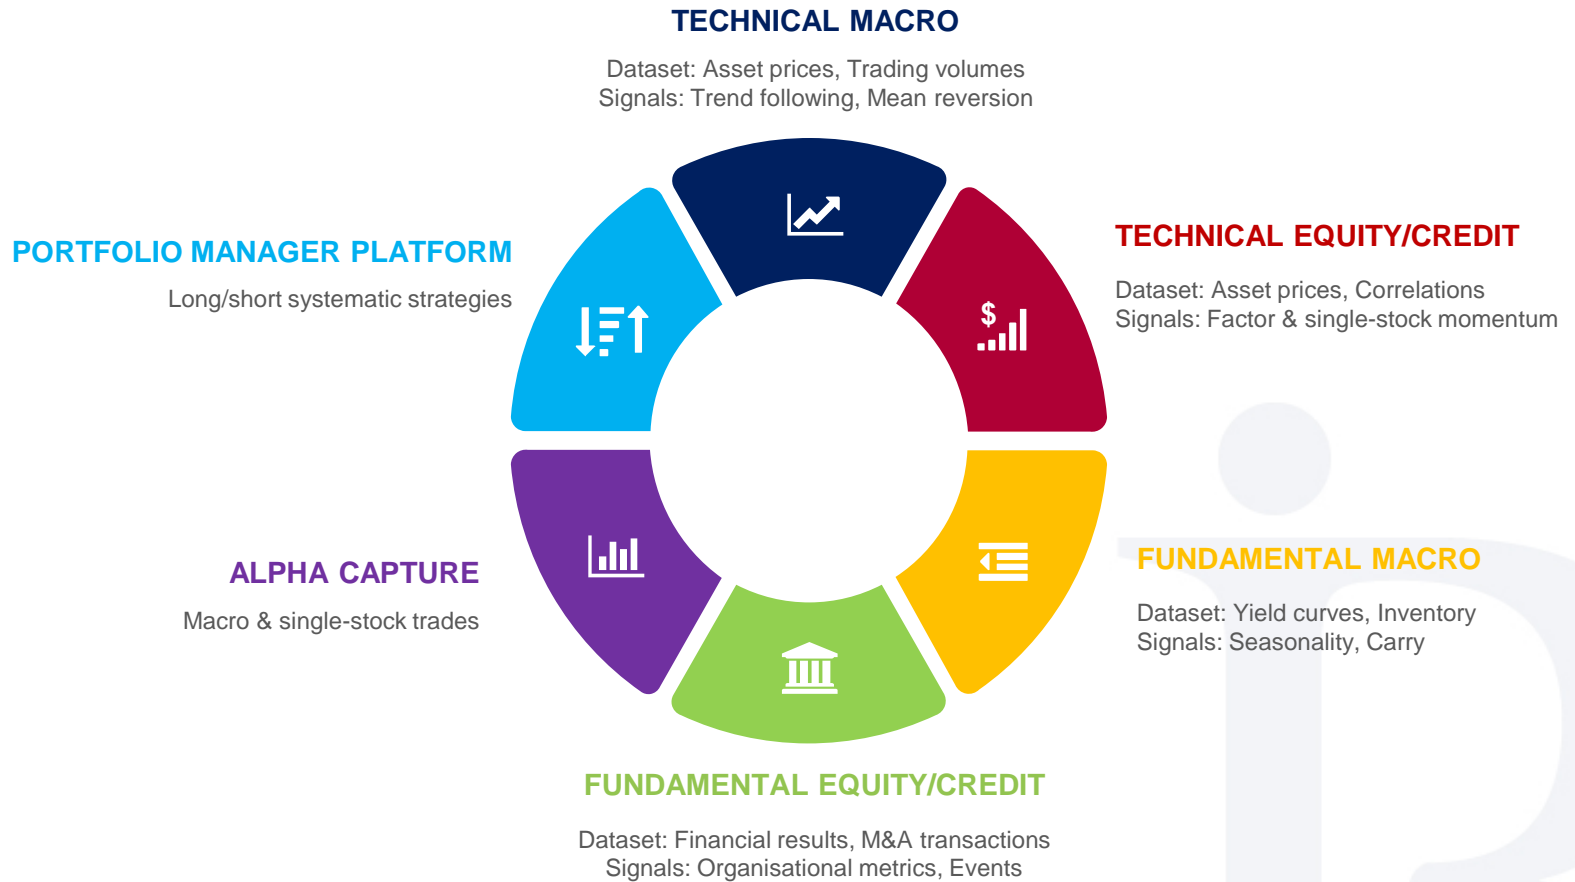 TECHNICAL MACRO
Dataset: Asset prices, Trading volumes
Signals: Trend following, Mean reversion
TECHNICAL EQUITY/CREDIT
Dataset: Asset prices, Correlations
Signals: Factor & single-stock momentum
$
FUNDAMENTAL MACRO
Dataset: Yield curves, Inventory
Signals: Seasonality, Carry
FUNDAMENTAL EQUITY/CREDIT
Dataset: Financial results, M&A transactions
Signals: Organisational metrics, Events
ALPHA CAPTURE
Macro & single-stock trades
PORTFOLIO MANAGER PLATFORM
Long/short systematic strategies